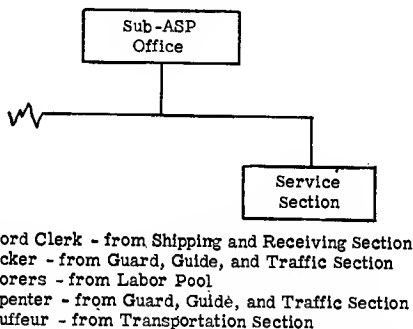 Sub-ASP
Office
Service
Section
ord Clerk - from Shipping and Receiving Section
cker - from Guard, Guide, and Traffic Section
orers - from Labor Pool
penter - from Guard, Guide, and Traffic Section
uffeur - from Transportation Section